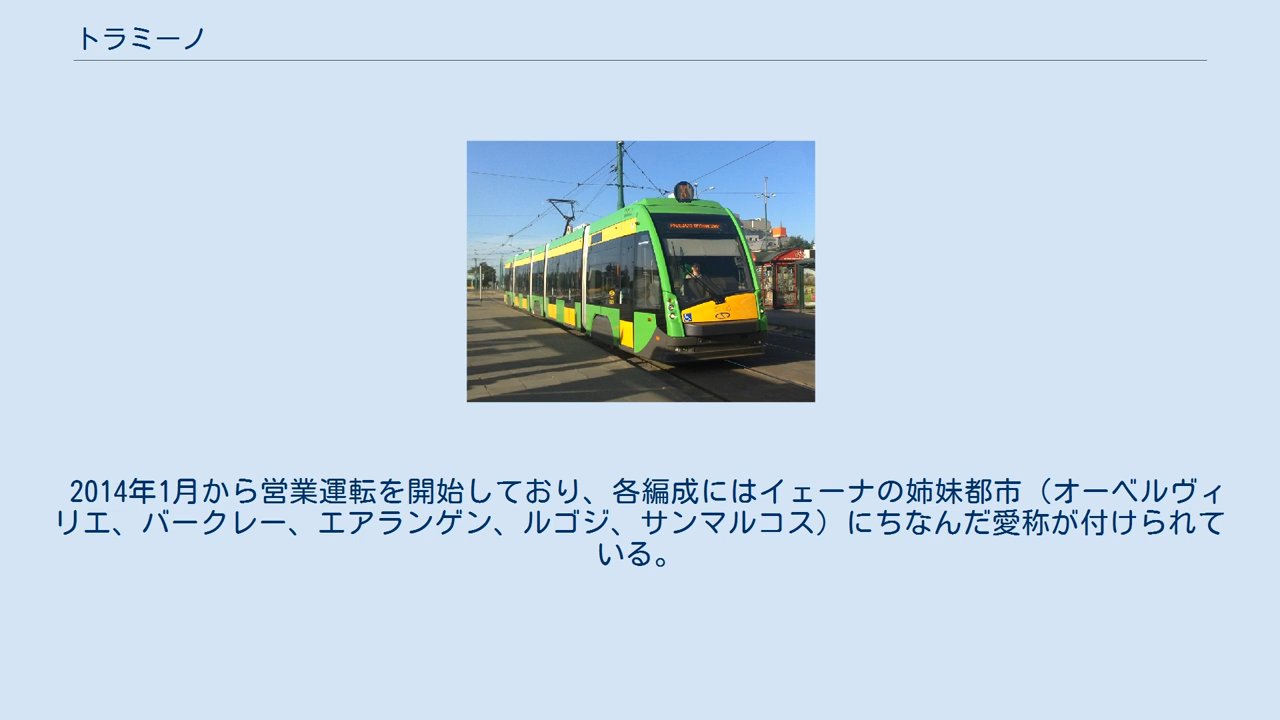 トラミーノ
2014年1月から営業運転を開始しており、各編成にはイェーナの姉妹都市（オーベルヴィ
リエ、バークレー、エアランゲン、ルゴジ、サンマルコス）にちなんだ愛称が付けられて
いる。